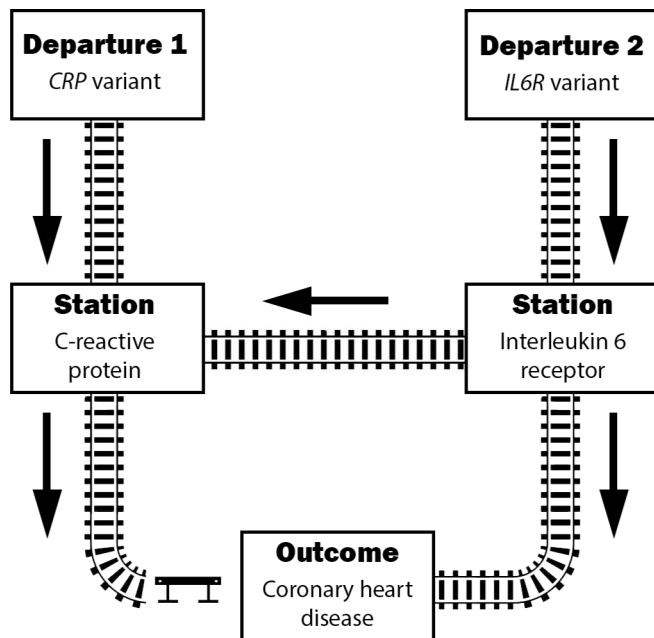 Departure 1
CRP variant
Departure 2
IL6R variant
Station
C-reactive
protein
Station
Interleukin 6
receptor
Outcome
Coronary heart
disease